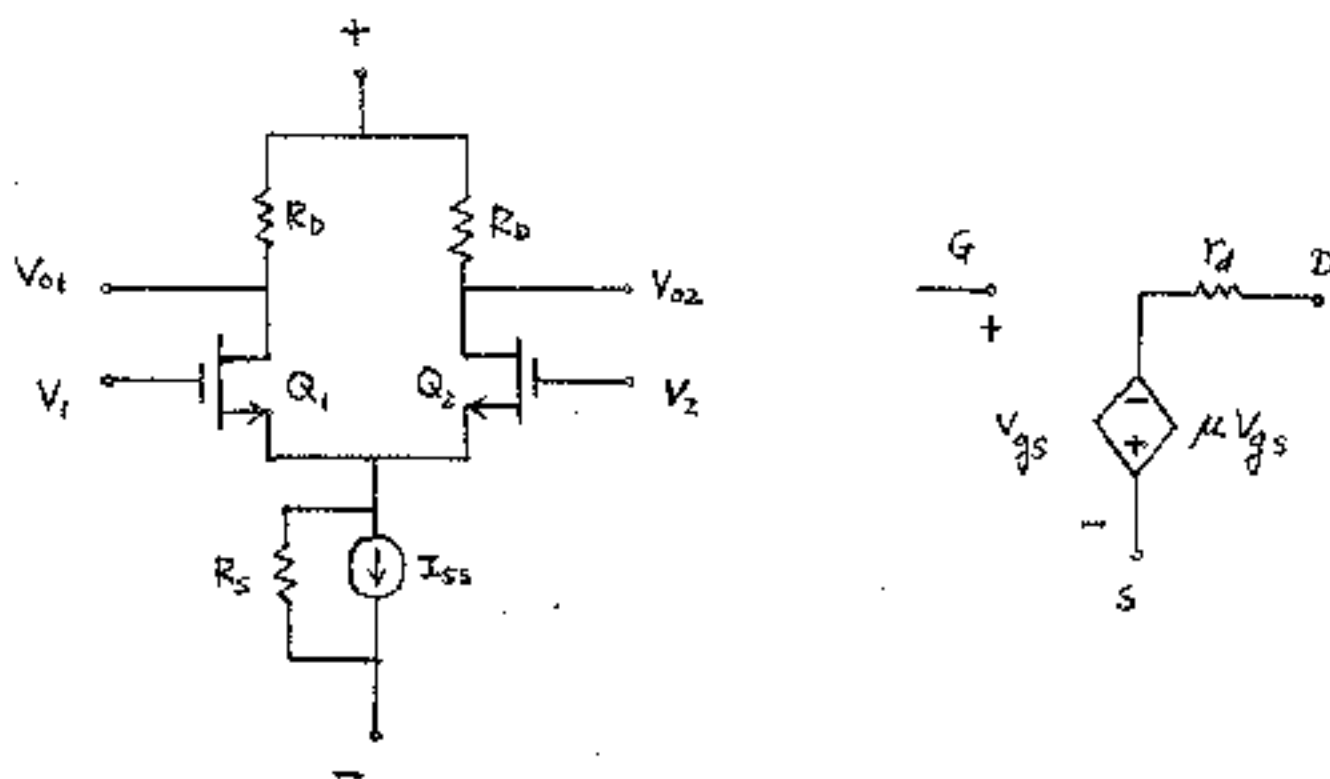 +
R_D
R_D
V_o1
V_o2
V_1
Q_1
Q_2
V_2
R_S
I_SS
G
r_d
D
+
V_gs
-
+
μV_gs
-
S